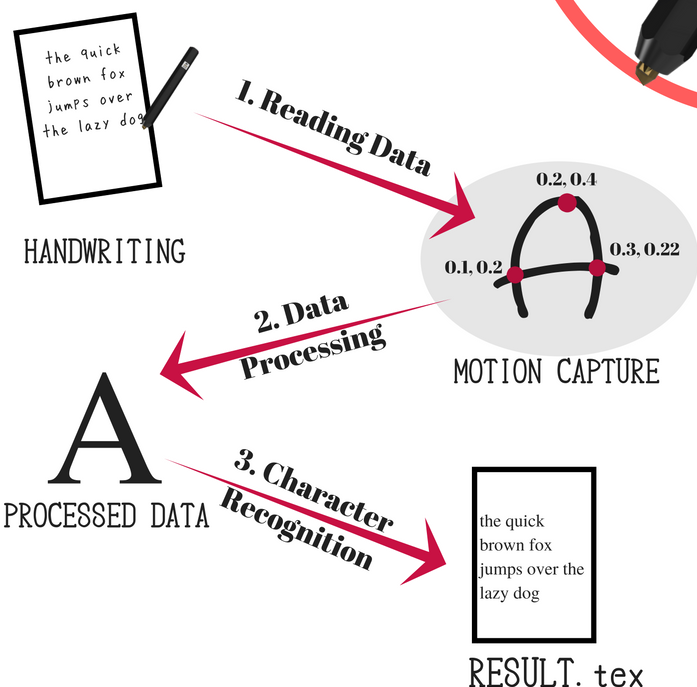 the quick
brown fox
jumps over
the lazy dog
HANDWRITING
1. Reading Data
0.2, 0.4
0.1, 0.2
0.3, 0.22
MOTION CAPTURE
2. Data
Processing
A
PROCESSED DATA
3. Character
Recognition
the quick
brown fox
jumps over the
lazy dog
RESULT.tex